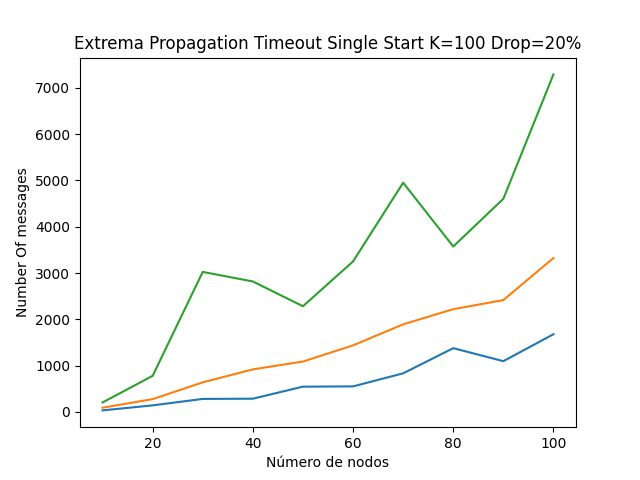 Extrema Propagation Timeout Single Start K=100 Drop=20%
7000
6000
5000
4000
3000
2000
1000
0
Number Of messages
20 40 60 80 100
Número de nodos